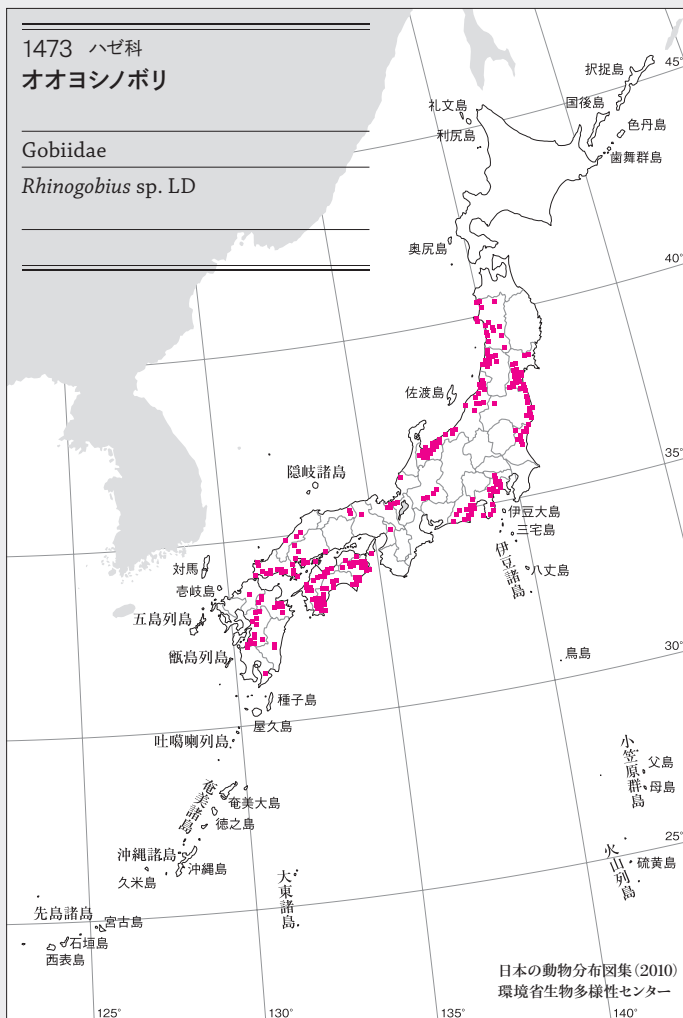 1473 ハゼ科
オオヨシノボリ
Gobiidae
Rhinogobius sp. LD
択捉島
45°
国後島
礼文島
色丹島
利尻島
歯舞群島
奥尻島
40°
佐渡島
35°
隠岐諸島
伊豆大島
三宅島
伊豆諸島
八丈島
対馬
壱岐島
五島列島
甑島列島
鳥島
30°
種子島
屋久島
吐噶喇列島
小笠原群島
父島
母島
奄美諸島
奄美大島
徳之島
25°
沖縄諸島
沖縄島
久米島
火山列島
硫黄島
大東諸島
先島諸島
宮古島
石垣島
西表島
日本の動物分布図集(2010)
環境省生物多様性センター
125°
130°
135°
140°